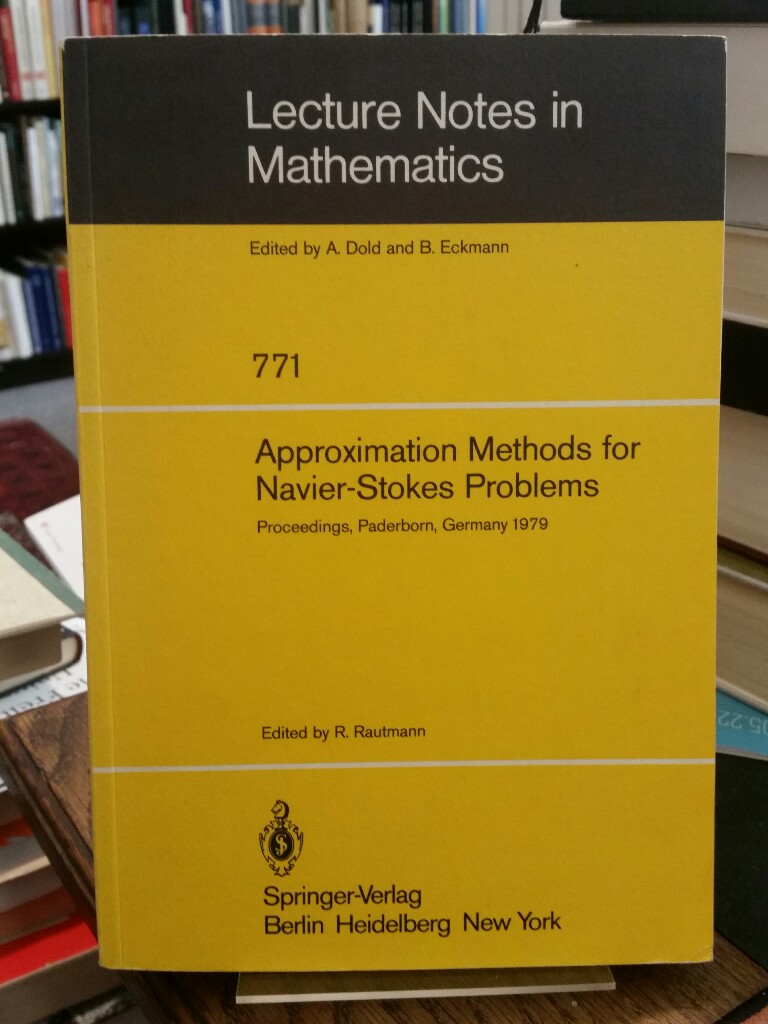 Lecture Notes in
Mathematics
Edited by A. Dold and B. Eckmann
771
Approximation Methods for
Navier-Stokes Problems
Proceedings, Paderborn, Germany 1979
Edited by R. Rautmann
Springer-Verlag
Berlin Heidelberg New York